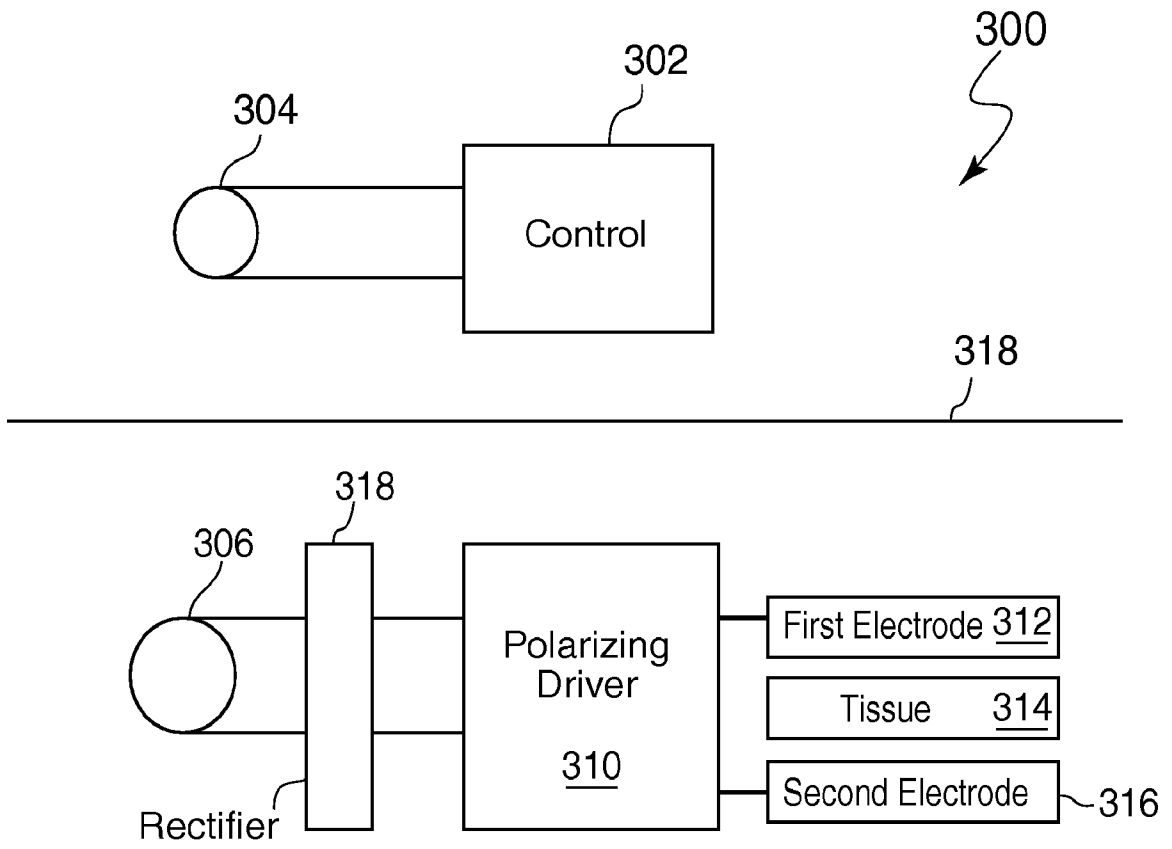 300
302
304
Control
318
318
306
First Electrode 312
Polarizing
Driver
Tissue 314
310
Second Electrode
316
Rectifier